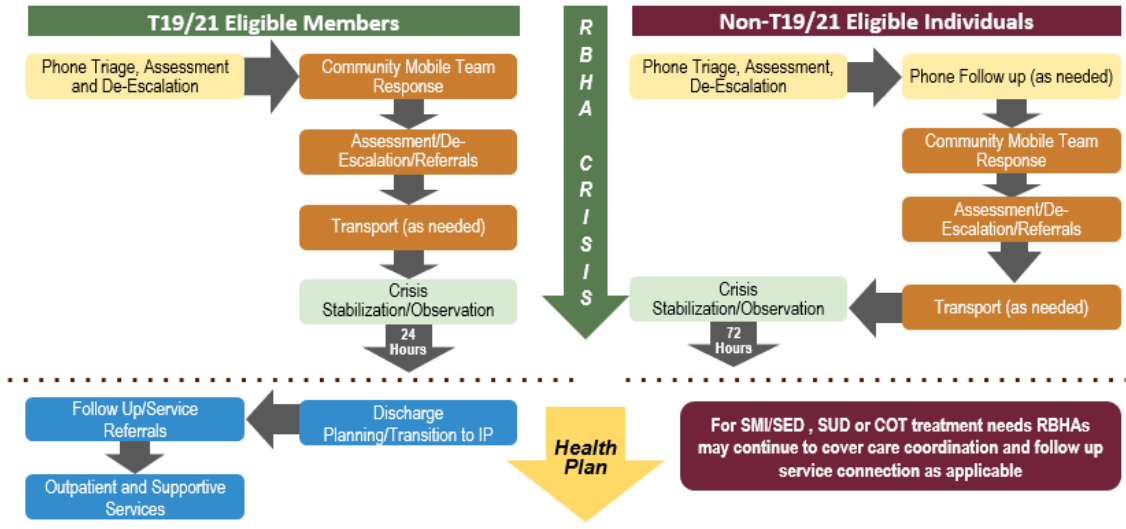 T19/21 Eligible Members
Phone Triage, Assessment
and De-Escalation
Community Mobile Team
Response
Assessment/De-
Escalation/Referrals
Transport (as needed)
Crisis
Stabilization/Observation
24
Hours
RBHA CRISIS
Non-T19/21 Eligible Individuals
Phone Triage, Assessment,
De-Escalation
Phone Follow up (as needed)
Community Mobile Team
Response
Assessment/De-
Escalation/Referrals
Transport (as needed)
Crisis
Stabilization/Observation
72
Hours
Follow Up/Service
Referrals
Discharge
Planning/Transition to IP
Outpatient and Supportive
Services
Health
Plan
For SMI/SED , SUD or COT treatment needs RBHAs
may continue to cover care coordination and follow up
service connection as applicable